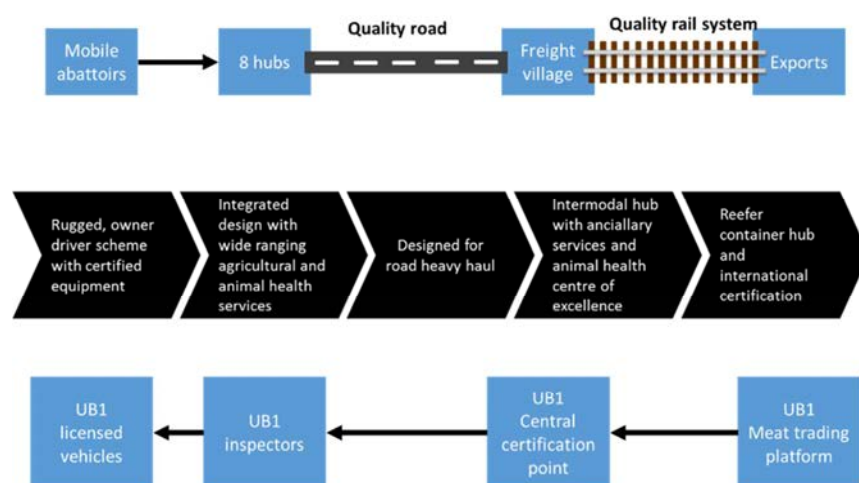 Quality road
Quality rail system
Mobile
abattoirs
8 hubs
Freight
village
Exports
Rugged, owner
driver scheme
with certified
equipment
Integrated
design with
wide ranging
agricultural and
animal health
services
Designed for
road heavy haul
Intermodal hub
with anciallary
services and
animal health
centre of
excellence
Reefer
container hub
and
international
certification
UB1
licensed
vehicles
UB1
inspectors
UB1
Central
certification
point
UB1
Meat trading
platform